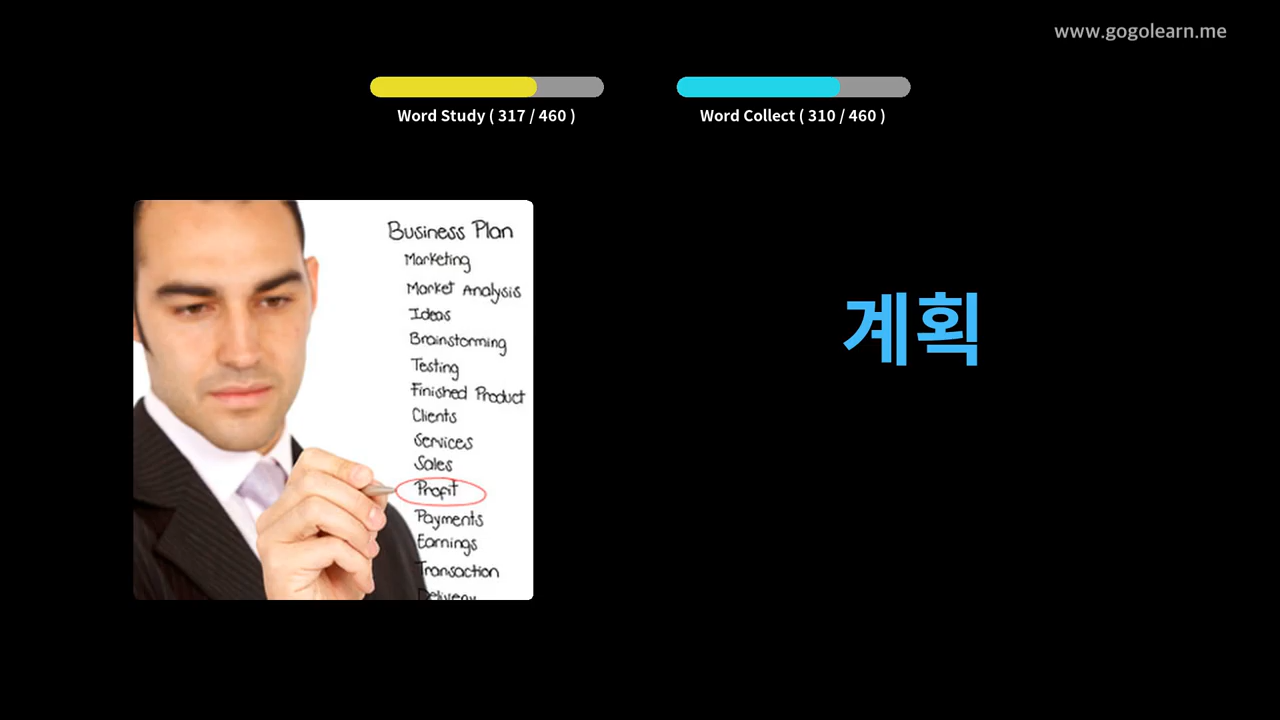 www.gogolearn.me
Word Study ( 317 / 460 )
Word Collect ( 310 / 460 )
Business Plan
Marketing
Market Analysis
Ideas
Brainstorming
Testing
Finished Product
Clients
Services
Sales
Profit
Payments
Earnings
Transaction
Delivery
계획